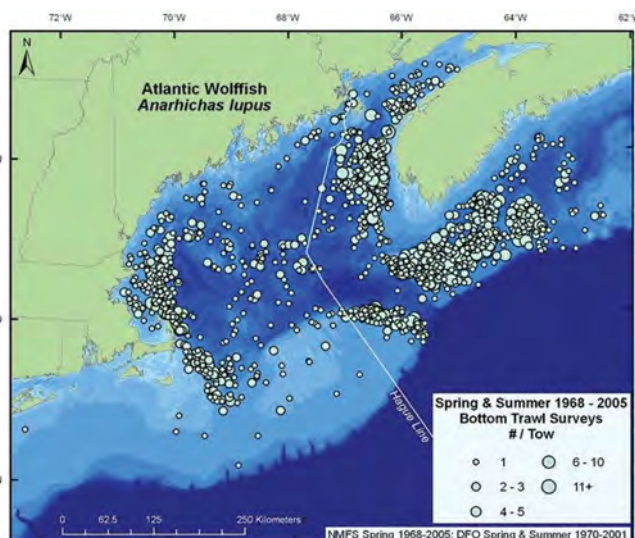 72°W 70°W 68°W 66°W 64°W 62°W
N
Atlantic Wolffish
Anarhichas lupus
Hague Line
Spring & Summer 1968 - 2005
Bottom Trawl Surveys
# / Tow
1 6 - 10
2 - 3 11+
4 - 5
0 62.5 125 250 Kilometers
NMFS Spring 1968-2005; DFO Spring & Summer 1970-2001